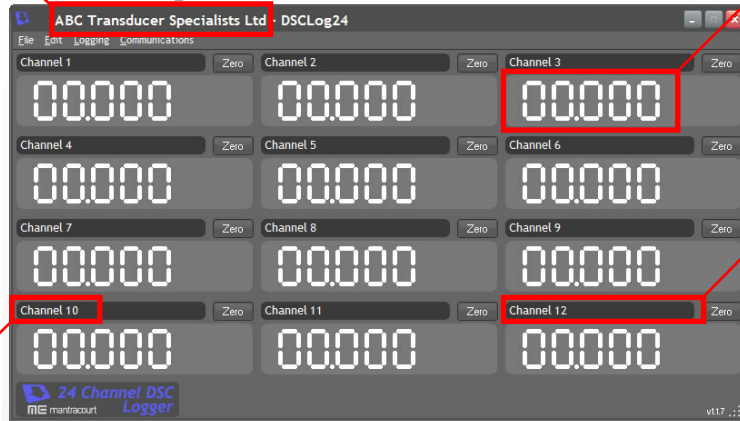 ABC Transducer Specialists Ltd - DSCLog24
File Edit Logging Communications
Channel 1 Zero Channel 2 Zero Channel 3 Zero
00.000 00.000 00.000
Channel 4 Zero Channel 5 Zero Channel 6 Zero
00.000 00.000 00.000
Channel 7 Zero Channel 8 Zero Channel 9 Zero
00.000 00.000 00.000
Channel 10 Zero Channel 11 Zero Channel 12 Zero
00.000 00.000 00.000
24 Channel DSC
ME mantracourt Logger
v1.1.7